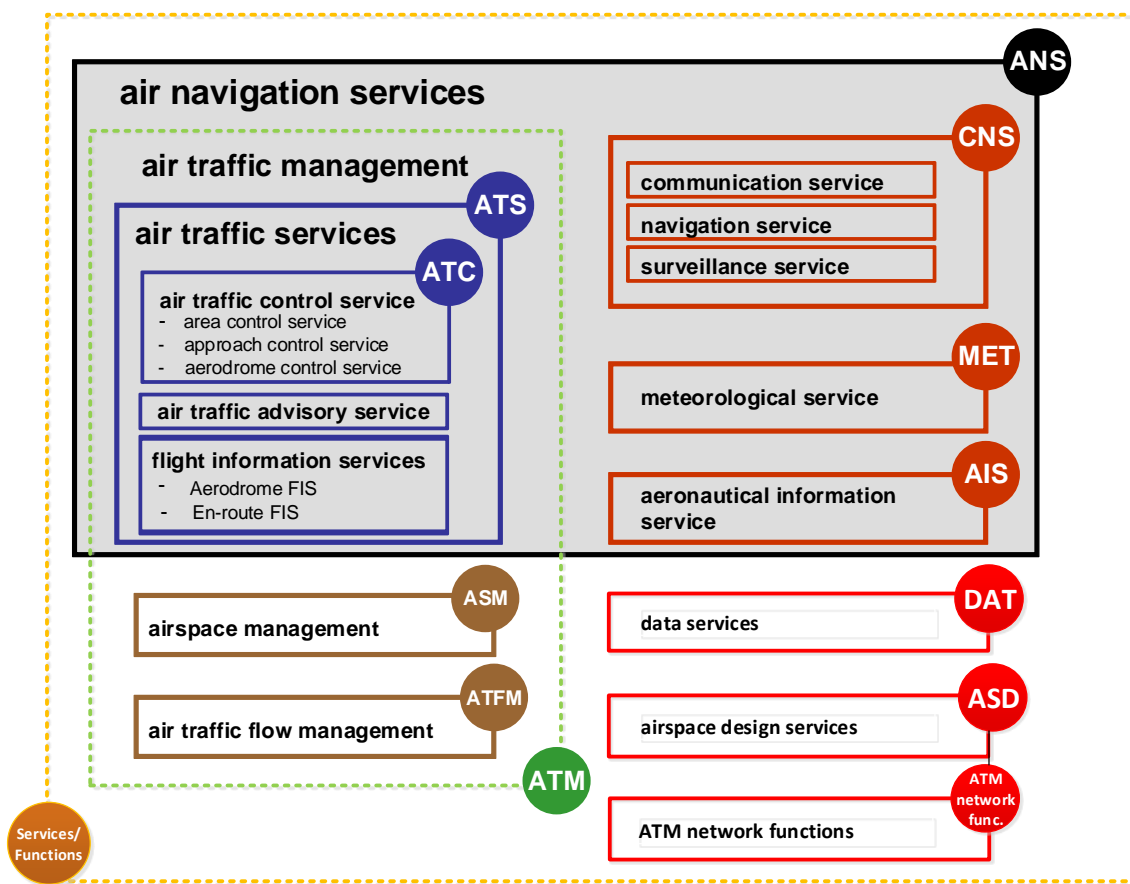 ANS
air navigation services
air traffic management
ATS
air traffic services
ATC
air traffic control service
- area control service
- approach control service
- aerodrome control service
air traffic advisory service
flight information services
- Aerodrome FIS
- En-route FIS
CNS
communication service
navigation service
surveillance service
MET
meteorological service
AIS
aeronautical information
service
ASM
airspace management
ATFM
air traffic flow management
ATM
DAT
data services
ASD
airspace design services
ATM
network
func.
ATM network functions
Services/
Functions